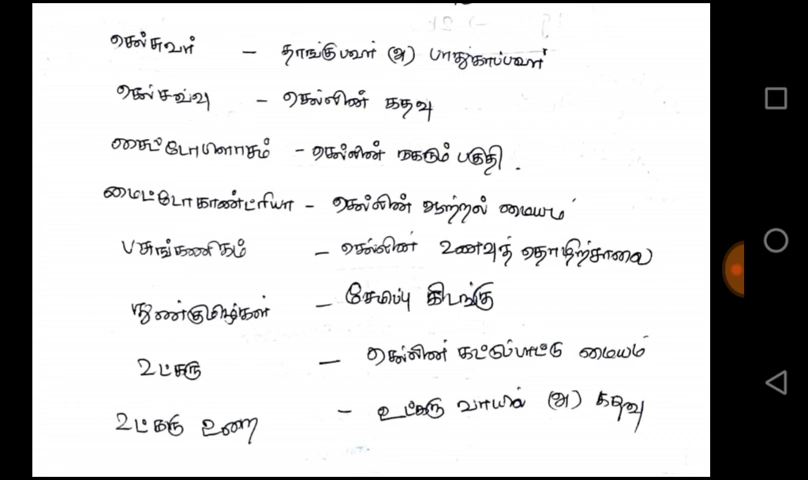 செல்சுவர் - தாங்குபவர் (அ) பாதுகாப்பவர்
செல்சவ்வு - செல்லின் கதவு
சைட்டோபிளாசம் - செல்லின் நகரும் பகுதி.
மைட்டோகாண்ட்ரியா - செல்லின் ஆற்றல் மையம்
பசுங்கணிகம் - செல்லின் உணவுத் தொழிற்சாலை
நுண்குமிழ்கள் - சேமிப்பு கிடங்கு
உட்கரு - செல்லின் கட்டுப்பாட்டு மையம்
உட்கரு உறை - உட்கரு வாயில் (அ) கதவு